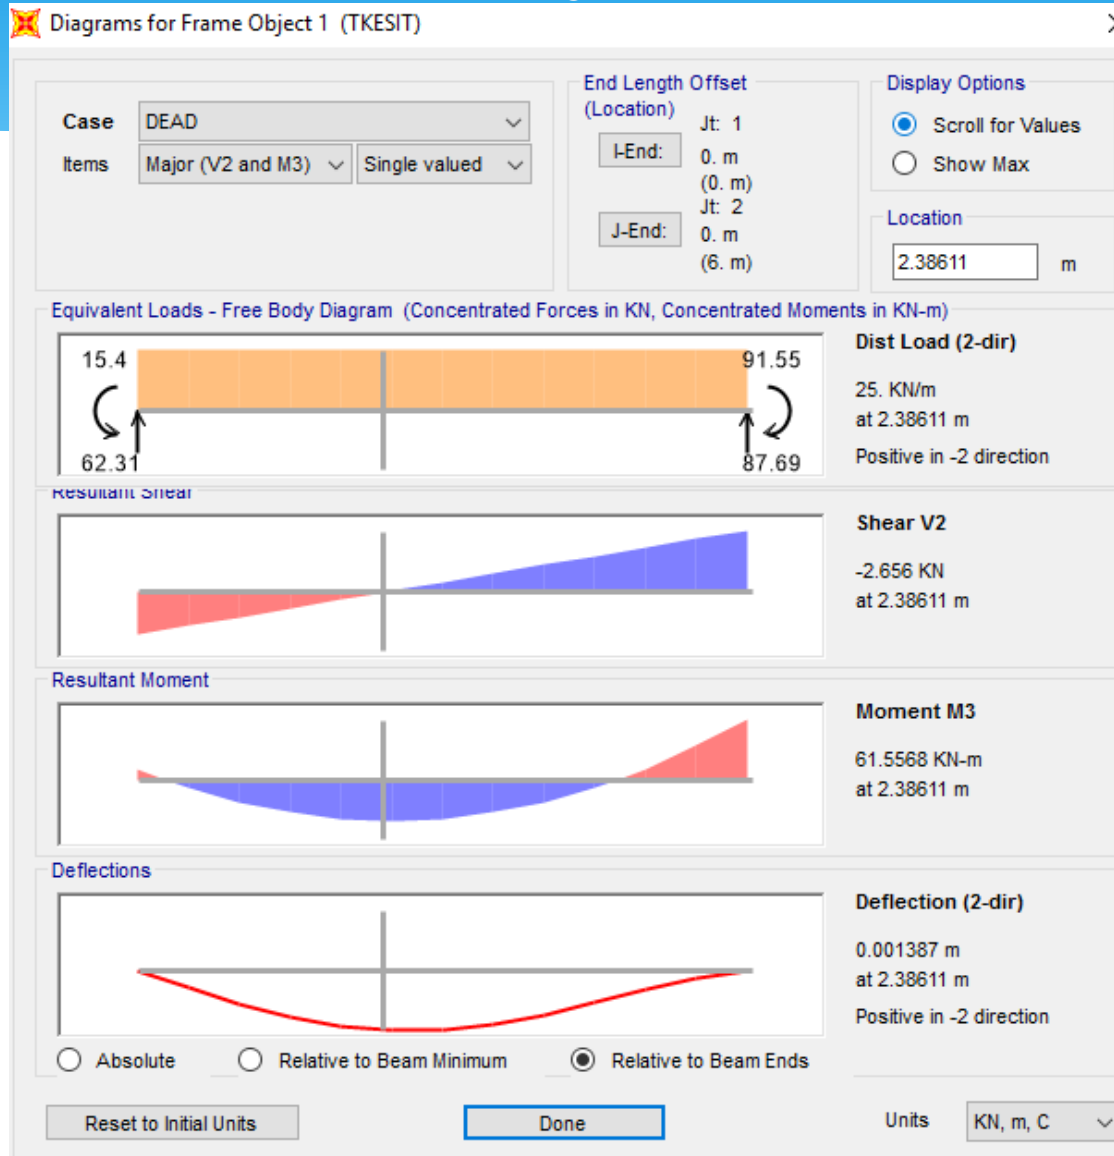 Diagrams for Frame Object 1 (TKESIT)
Case DEAD
Items Major (V2 and M3) Single valued
End Length Offset
(Location)
Jt: 1
I-End: 0. m
(0. m)
Jt: 2
J-End: 0. m
(6. m)
Display Options
Scroll for Values
Show Max
Location
2.38611 m
Equivalent Loads - Free Body Diagram (Concentrated Forces in KN, Concentrated Moments in KN-m)
15.4 91.55
62.31 87.69
Dist Load (2-dir)
25. KN/m
at 2.38611 m
Positive in -2 direction
Resultant Shear
Shear V2
-2.656 KN
at 2.38611 m
Resultant Moment
Moment M3
61.5568 KN-m
at 2.38611 m
Deflections
Deflection (2-dir)
0.001387 m
at 2.38611 m
Positive in -2 direction
Absolute Relative to Beam Minimum Relative to Beam Ends
Reset to Initial Units Done Units KN, m, C